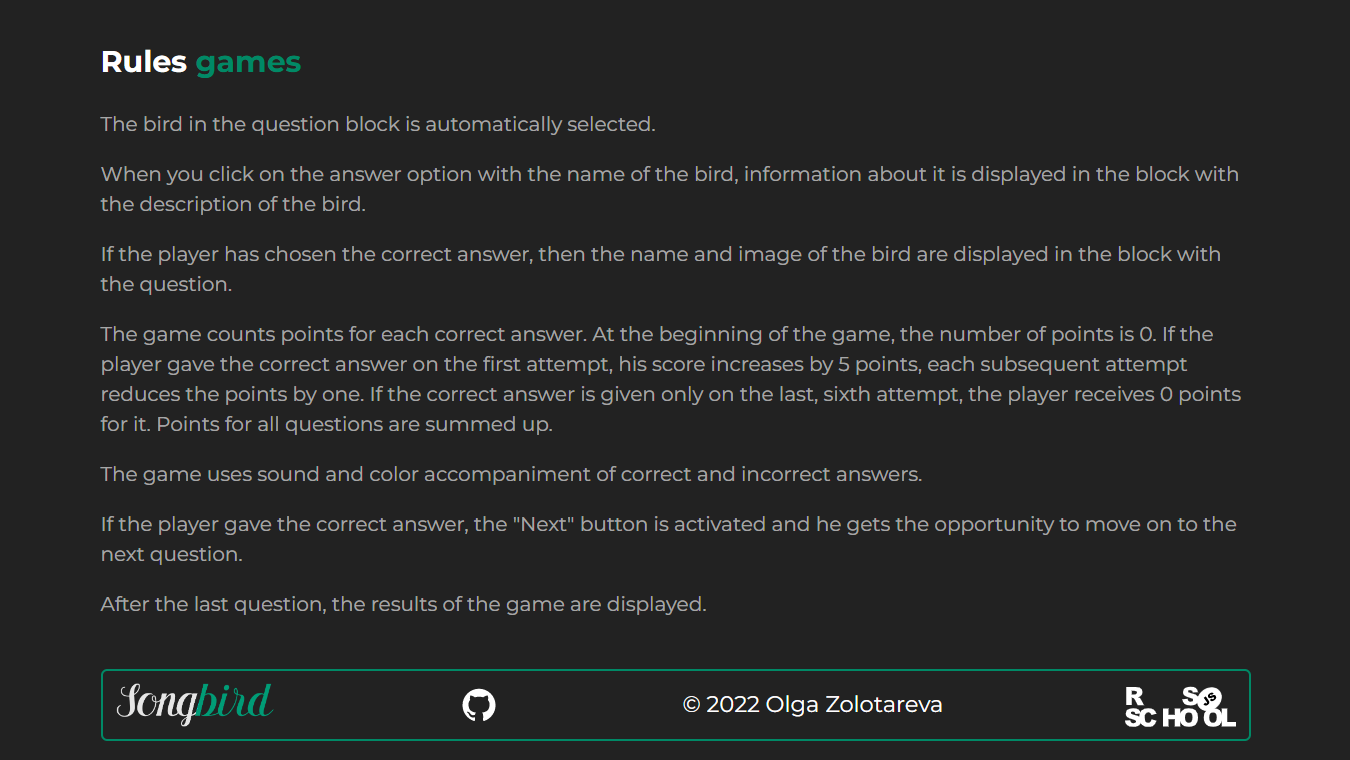 Rules games
The bird in the question block is automatically selected.
When you click on the answer option with the name of the bird, information about it is displayed in the block with
the description of the bird.
If the player has chosen the correct answer, then the name and image of the bird are displayed in the block with
the question.
The game counts points for each correct answer. At the beginning of the game, the number of points is 0. If the
player gave the correct answer on the first attempt, his score increases by 5 points, each subsequent attempt
reduces the points by one. If the correct answer is given only on the last, sixth attempt, the player receives 0 points
for it. Points for all questions are summed up.
The game uses sound and color accompaniment of correct and incorrect answers.
If the player gave the correct answer, the "Next" button is activated and he gets the opportunity to move on to the
next question.
After the last question, the results of the game are displayed.
Songbird
© 2022 Olga Zolotareva
R S JS
SCHOOL